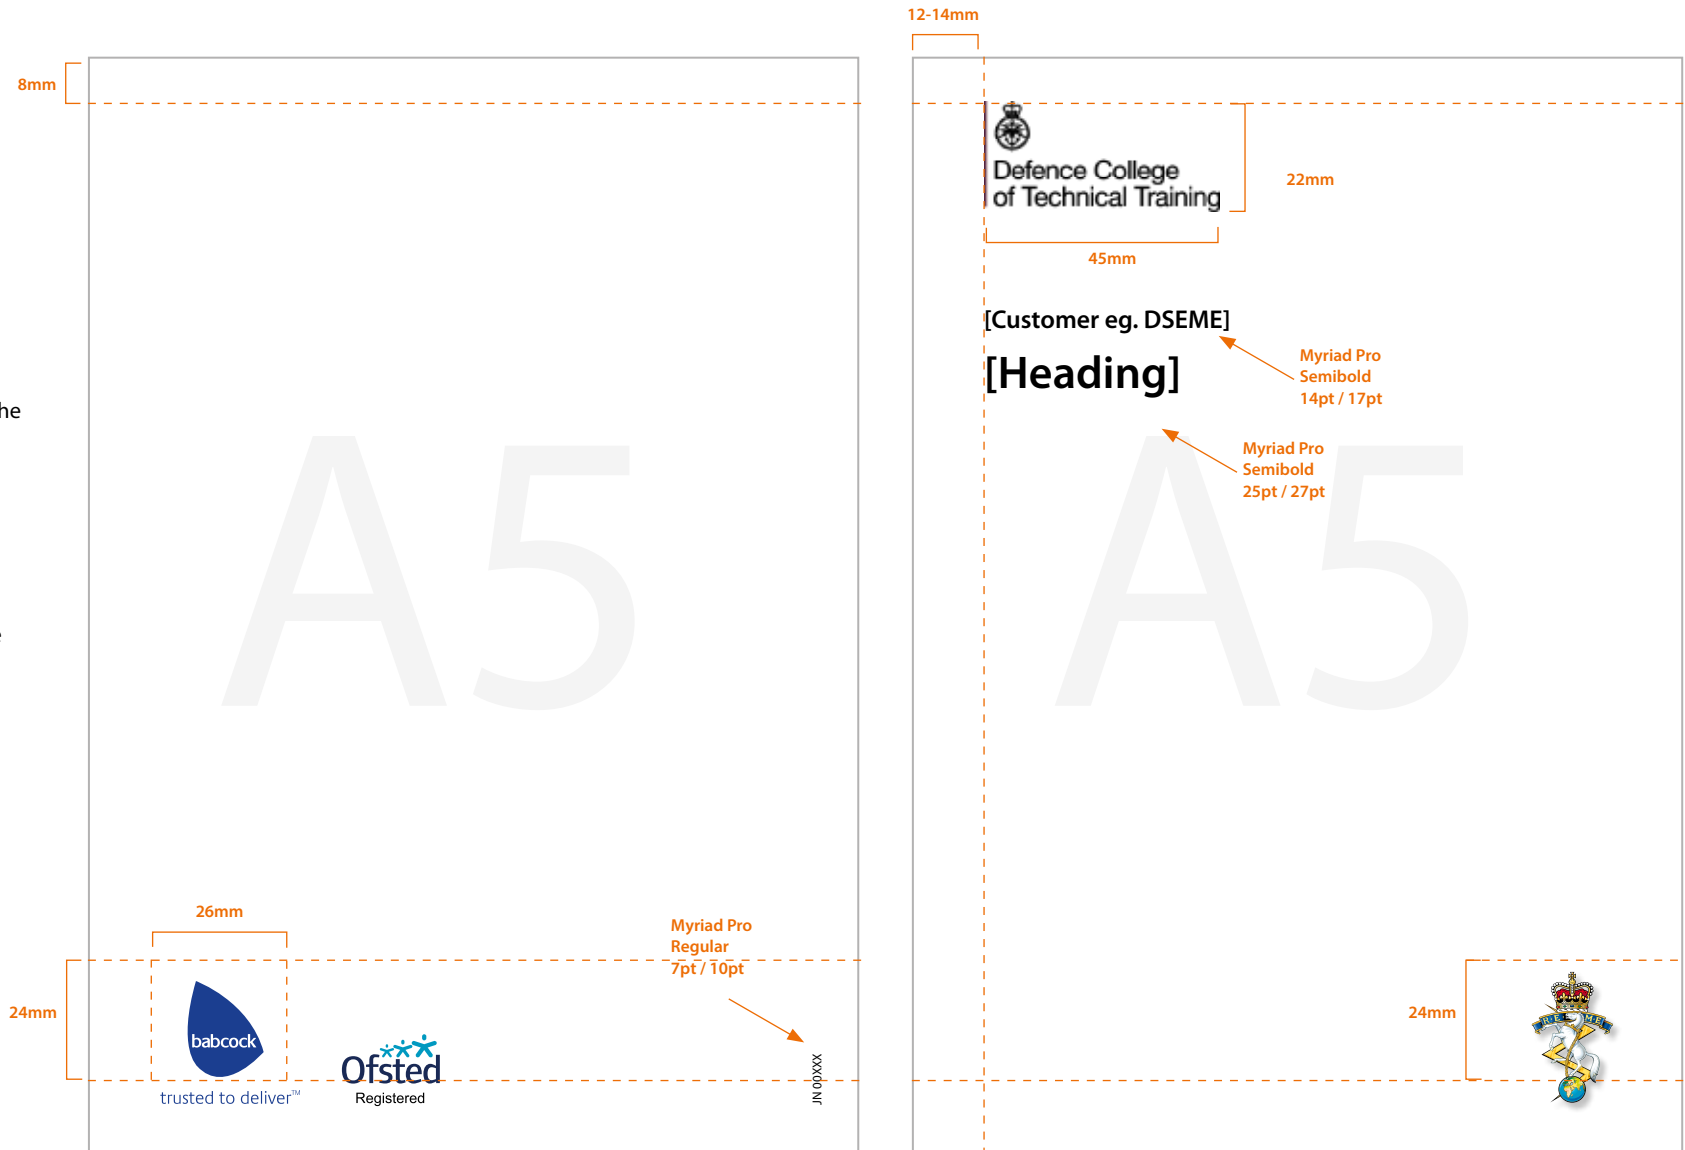 12-14mm
8mm
Defence College
of Technical Training
22mm
45mm
[Customer eg. DSEME]
[Heading]
Myriad Pro
Semibold
14pt / 17pt
Myriad Pro
Semibold
25pt / 27pt
he
A5
A5
26mm
Myriad Pro
Regular
7pt / 10pt
24mm
babcock
trusted to deliver™
Ofsted
Registered
24mm